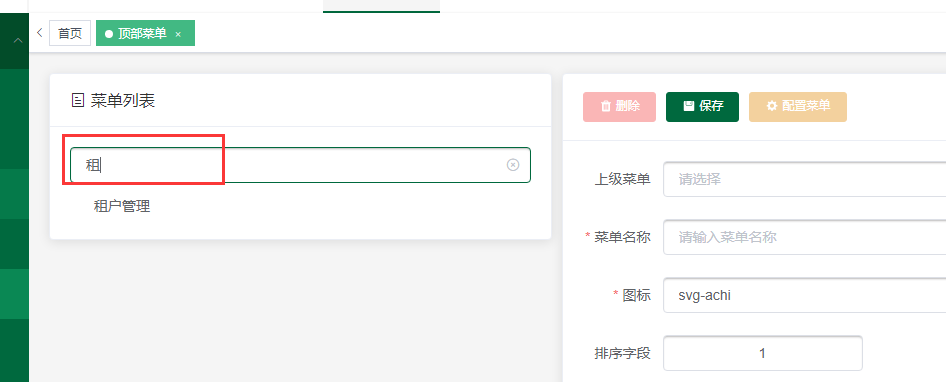 首页
顶部菜单 ×
菜单列表
租
租户管理
删除
保存
配置菜单
上级菜单 请选择
* 菜单名称 请输入菜单名称
* 图标 svg-achi
排序字段 1